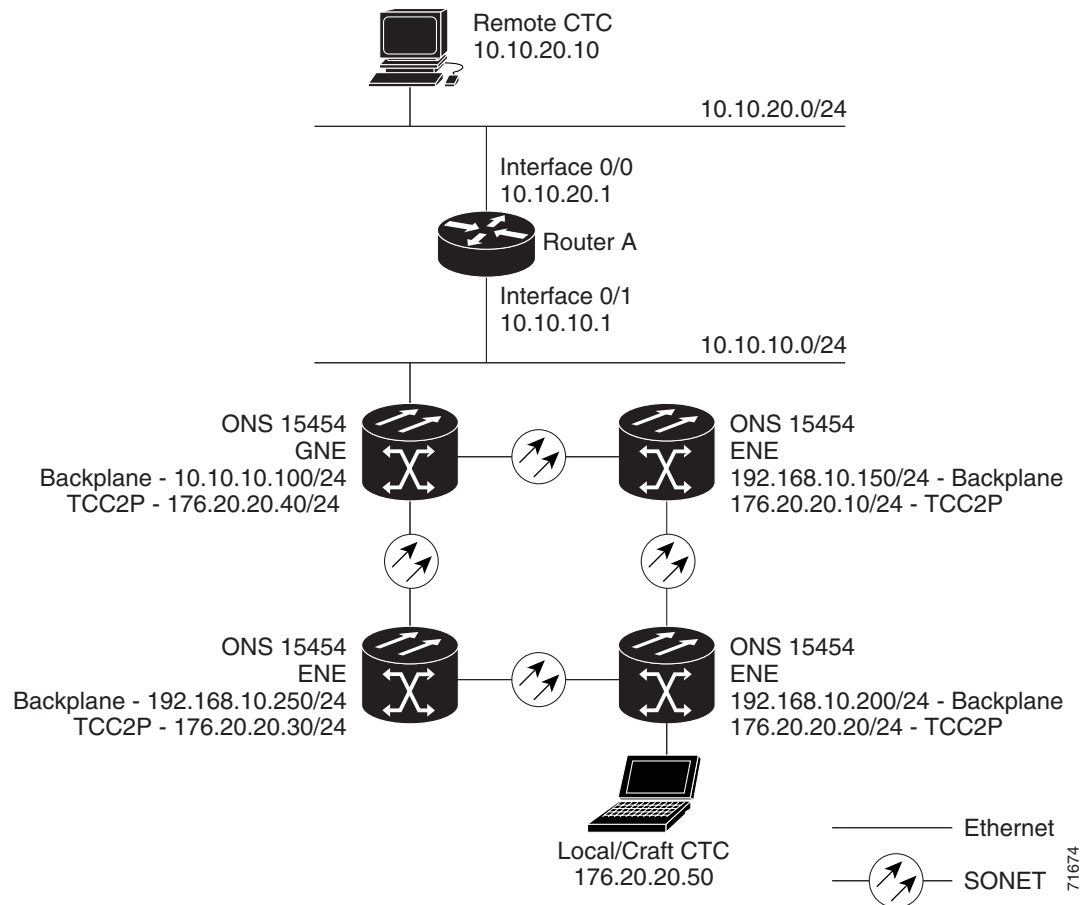 Remote CTC
10.10.20.10
10.10.20.0/24
Interface 0/0
10.10.20.1
Router A
Interface 0/1
10.10.10.1
10.10.10.0/24
ONS 15454
GNE
Backplane - 10.10.10.100/24
TCC2P - 176.20.20.40/24
ONS 15454
ENE
192.168.10.150/24 - Backplane
176.20.20.10/24 - TCC2P
ONS 15454
ENE
Backplane - 192.168.10.250/24
TCC2P - 176.20.20.30/24
ONS 15454
ENE
192.168.10.200/24 - Backplane
176.20.20.20/24 - TCC2P
Local/Craft CTC
176.20.20.50
Ethernet
SONET
71674